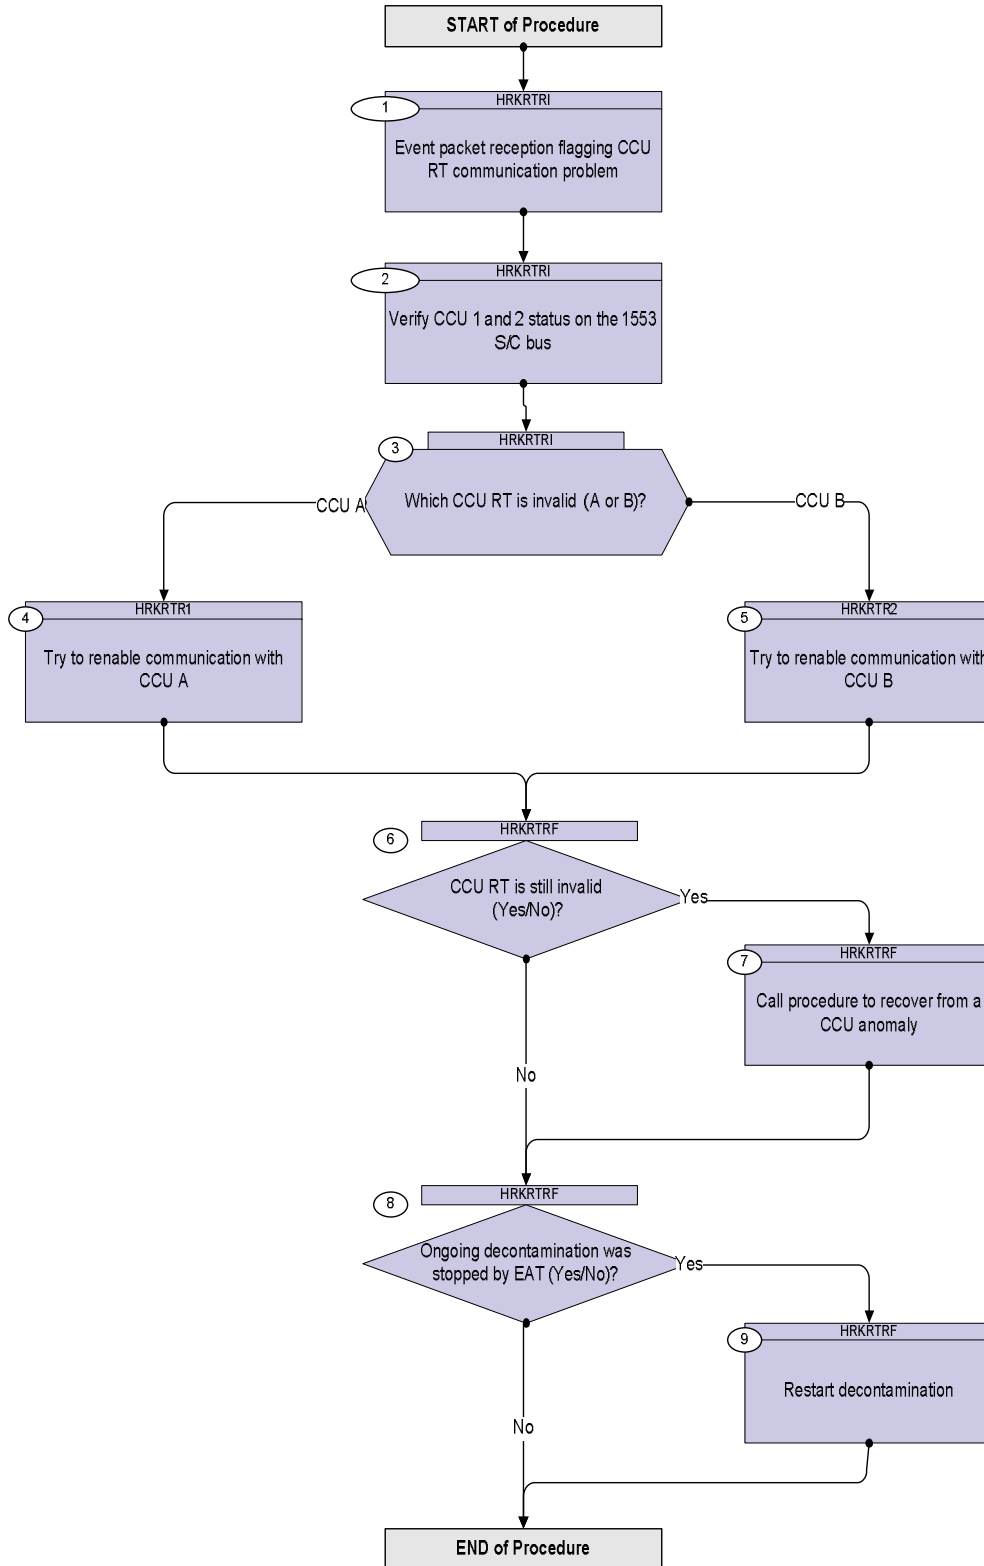 START of Procedure
HRKRTRI
1
Event packet reception flagging CCU
RT communication problem
HRKRTRI
2
Verify CCU 1 and 2 status on the 1553
S/C bus
HRKRTRI
3
Which CCU RT is invalid (A or B)?
CCU A
CCU B
HRKRTR1
4
Try to renable communication with
CCU A
HRKRTR2
5
Try to renable communication with
CCU B
HRKRTRF
6
CCU RT is still invalid
(Yes/No)?
Yes
HRKRTRF
7
Call procedure to recover from a
CCU anomaly
No
HRKRTRF
8
Ongoing decontamination was
stopped by EAT (Yes/No)?
Yes
HRKRTRF
9
Restart decontamination
No
END of Procedure